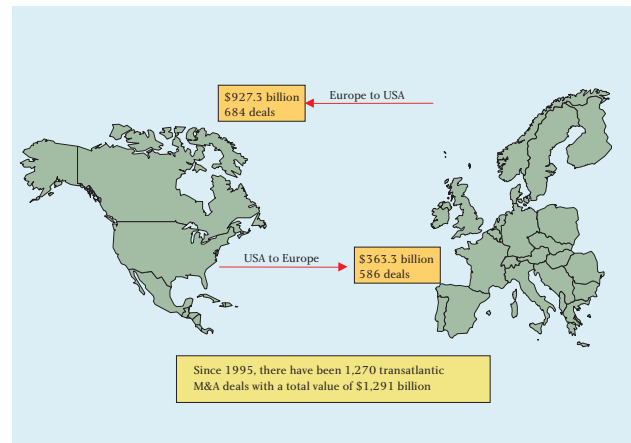 $927.3 billion
684 deals
Europe to USA
USA to Europe
$363.3 billion
586 deals
Since 1995, there have been 1,270 transatlantic
M&A deals with a total value of $1,291 billion